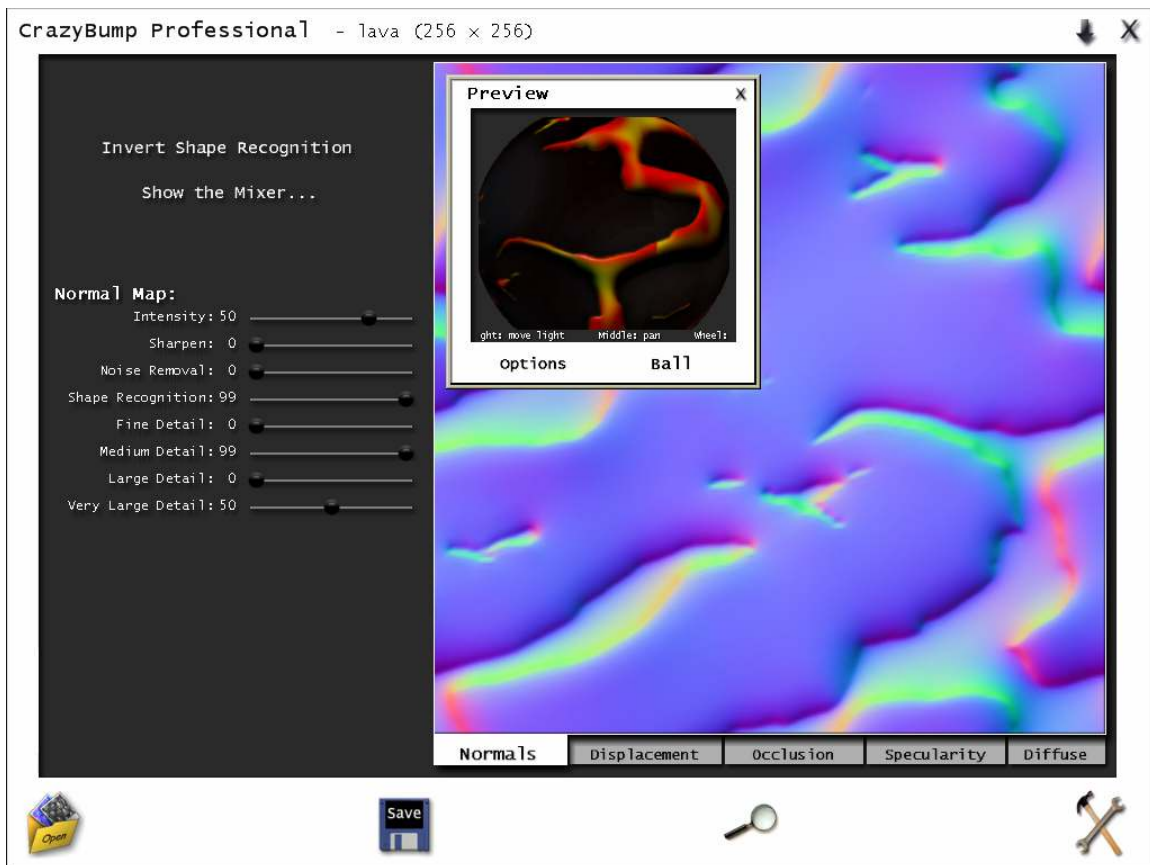 CrazyBump Professional - lava (256 x 256)
X
Preview X
Invert Shape Recognition
Show the Mixer...
Normal Map:
Intensity: 50
Sharpen: 0
Noise Removal: 0
Shape Recognition: 99
Fine Detail: 0
Medium Detail: 99
Large Detail: 0
Very Large Detail: 50
ght: move light Middle: pan Wheel:
Options Ball
Normals Displacement Occlusion Specularity Diffuse
Open Save